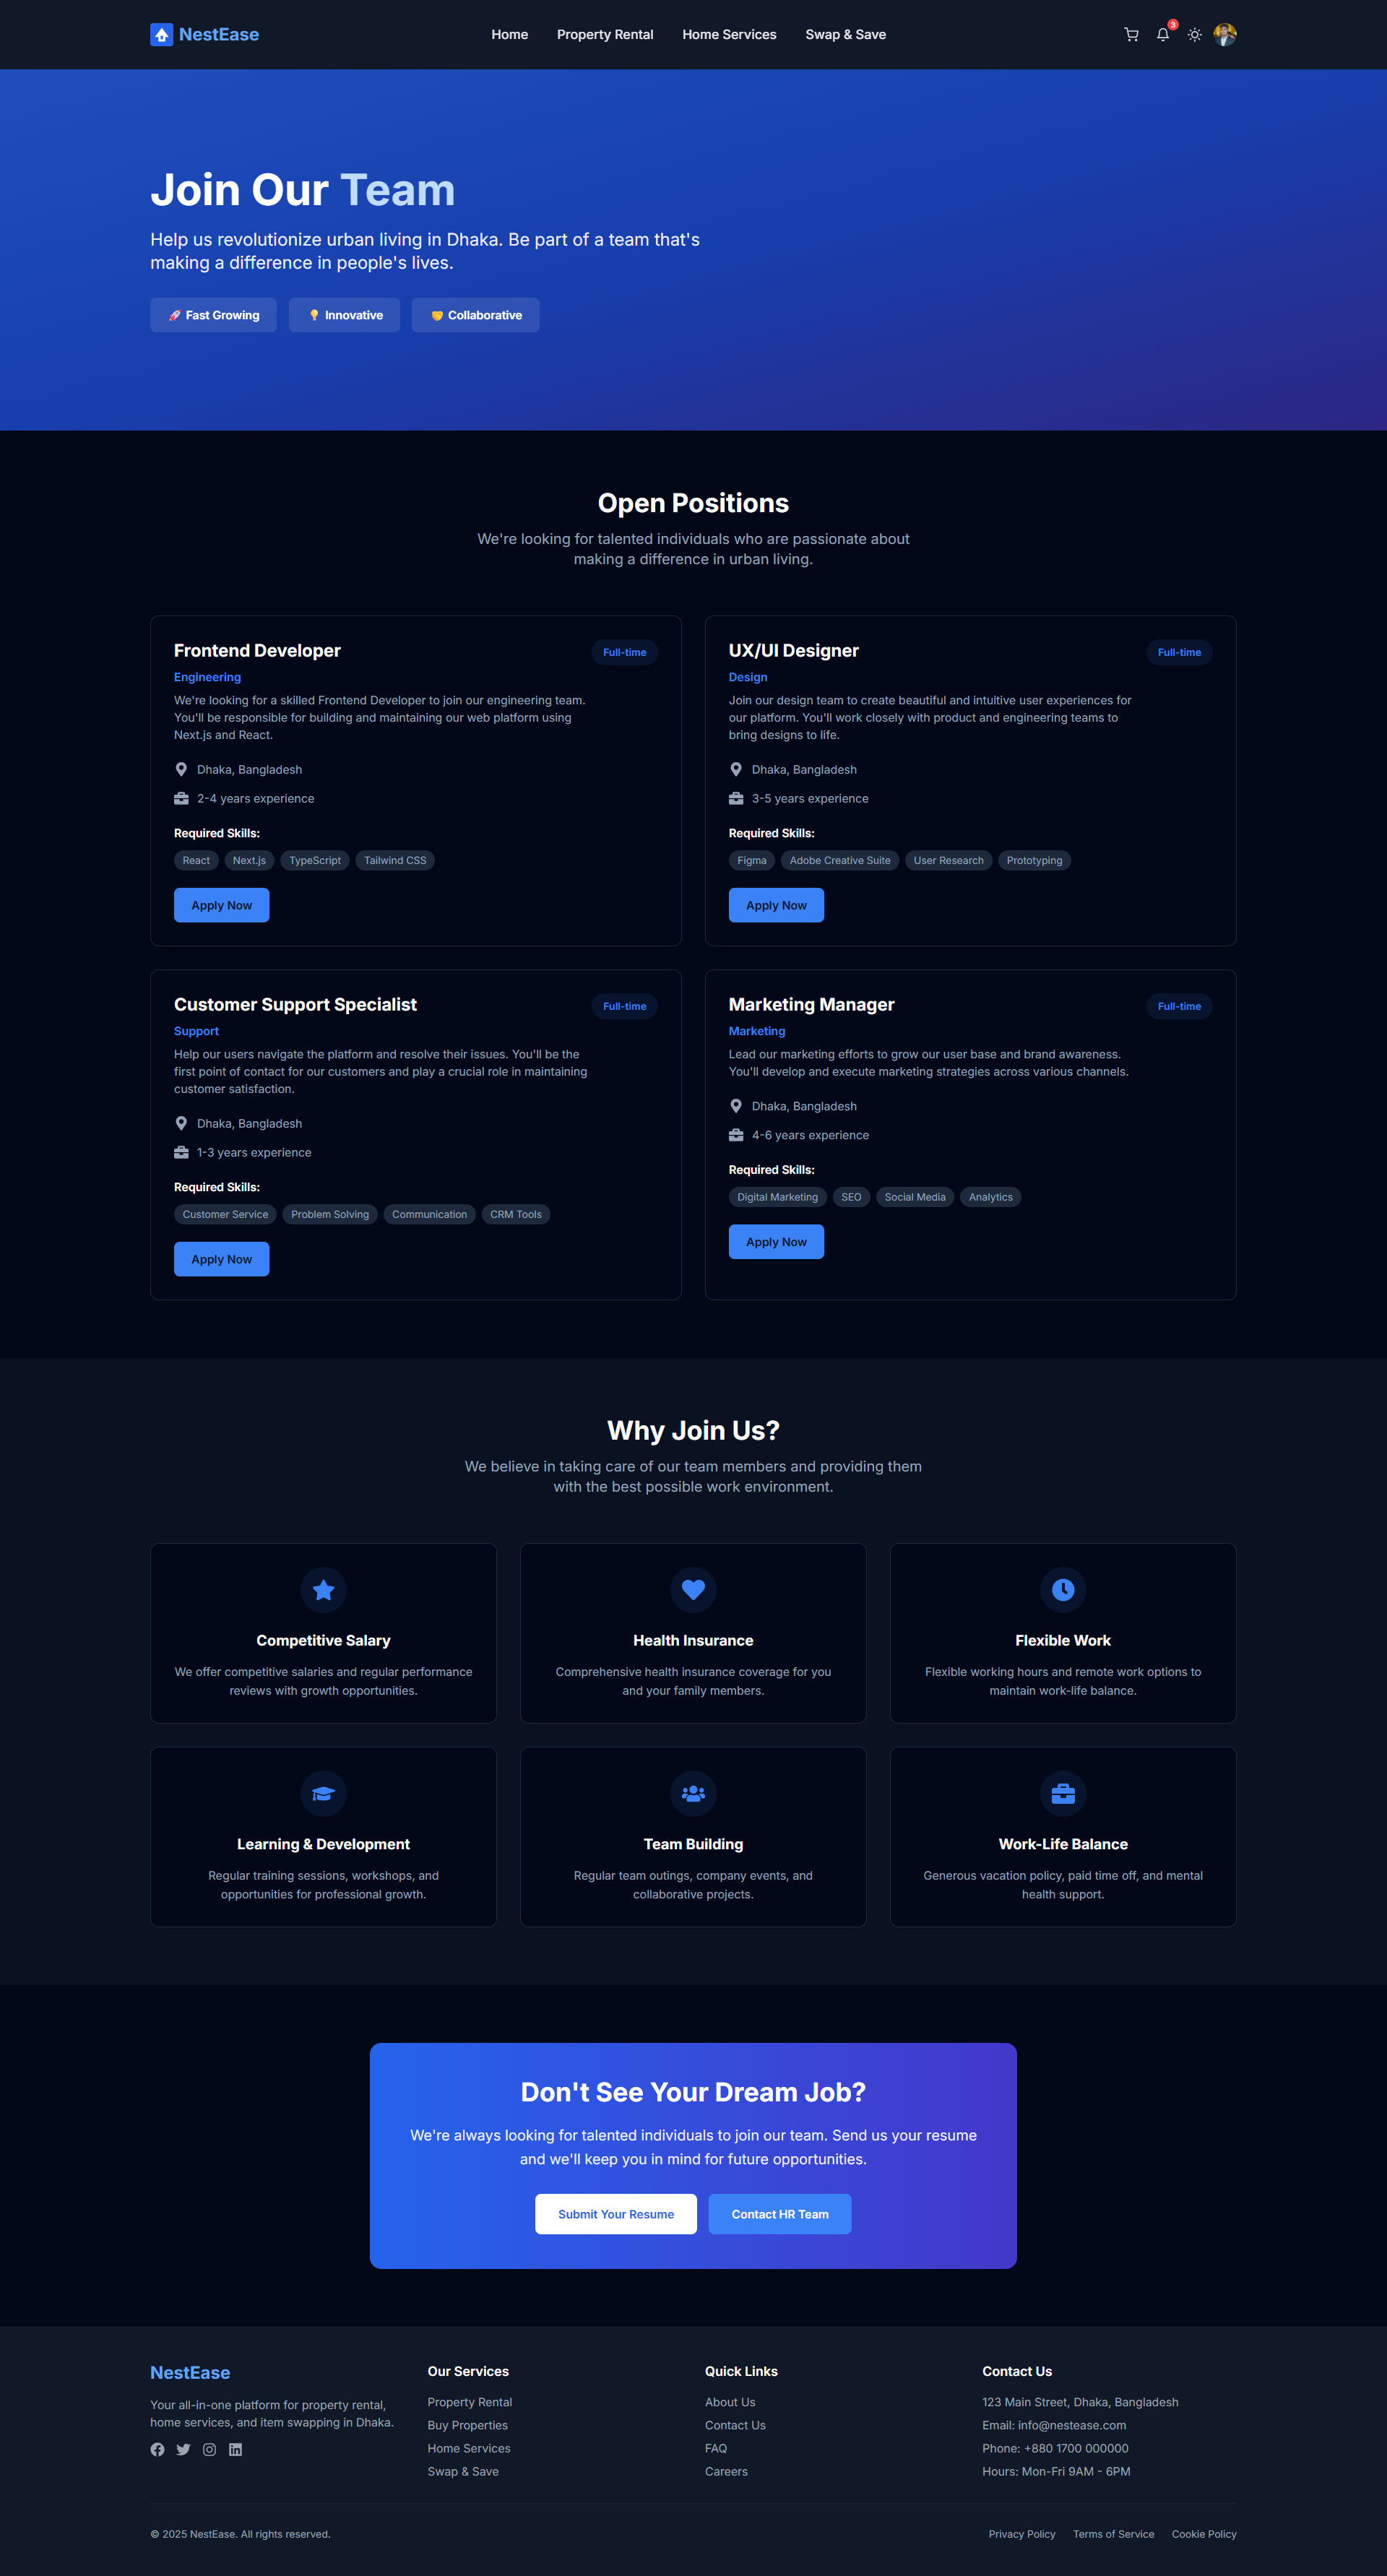 NestEase
Home
Property Rental
Home Services
Swap & Save
3
Join Our Team
Help us revolutionize urban living in Dhaka. Be part of a team that's
making a difference in people's lives.
🚀 Fast Growing
💡 Innovative
🤝 Collaborative
Open Positions
We're looking for talented individuals who are passionate about
making a difference in urban living.
Frontend Developer
Full-time
Engineering
We're looking for a skilled Frontend Developer to join our engineering team.
You'll be responsible for building and maintaining our web platform using
Next.js and React.
Dhaka, Bangladesh
2-4 years experience
Required Skills:
React
Next.js
TypeScript
Tailwind CSS
Apply Now
UX/UI Designer
Full-time
Design
Join our design team to create beautiful and intuitive user experiences for
our platform. You'll work closely with product and engineering teams to
bring designs to life.
Dhaka, Bangladesh
3-5 years experience
Required Skills:
Figma
Adobe Creative Suite
User Research
Prototyping
Apply Now
Customer Support Specialist
Full-time
Support
Help our users navigate the platform and resolve their issues. You'll be the
first point of contact for our customers and play a crucial role in maintaining
customer satisfaction.
Dhaka, Bangladesh
1-3 years experience
Required Skills:
Customer Service
Problem Solving
Communication
CRM Tools
Apply Now
Marketing Manager
Full-time
Marketing
Lead our marketing efforts to grow our user base and brand awareness.
You'll develop and execute marketing strategies across various channels.
Dhaka, Bangladesh
4-6 years experience
Required Skills:
Digital Marketing
SEO
Social Media
Analytics
Apply Now
Why Join Us?
We believe in taking care of our team members and providing them
with the best possible work environment.
Competitive Salary
We offer competitive salaries and regular performance
reviews with growth opportunities.
Health Insurance
Comprehensive health insurance coverage for you
and your family members.
Flexible Work
Flexible working hours and remote work options to
maintain work-life balance.
Learning & Development
Regular training sessions, workshops, and
opportunities for professional growth.
Team Building
Regular team outings, company events, and
collaborative projects.
Work-Life Balance
Generous vacation policy, paid time off, and mental
health support.
Don't See Your Dream Job?
We're always looking for talented individuals to join our team. Send us your resume
and we'll keep you in mind for future opportunities.
Submit Your Resume
Contact HR Team
NestEase
Your all-in-one platform for property rental,
home services, and item swapping in Dhaka.
Our Services
Property Rental
Buy Properties
Home Services
Swap & Save
Quick Links
About Us
Contact Us
FAQ
Careers
Contact Us
123 Main Street, Dhaka, Bangladesh
Email: info@nestease.com
Phone: +880 1700 000000
Hours: Mon-Fri 9AM - 6PM
© 2025 NestEase. All rights reserved.
Privacy Policy
Terms of Service
Cookie Policy